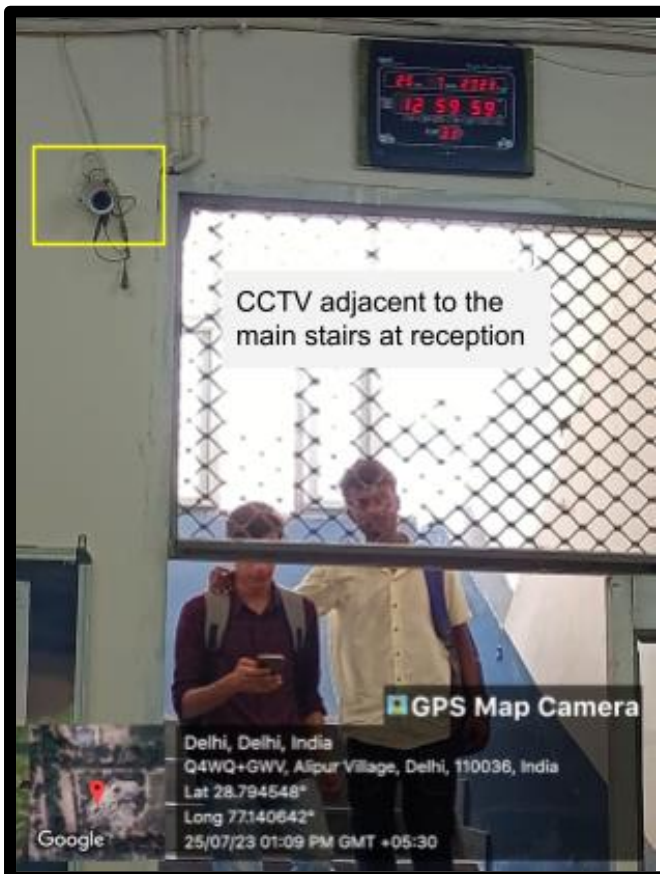 12 59 59
CCTV adjacent to the
main stairs at reception
GPS Map Camera
Delhi, Delhi, India
Q4WQ+GWV, Alipur Village, Delhi, 110036, India
Lat 28.794548°
Long 77.140642°
25/07/23 01:09 PM GMT +05:30
Google